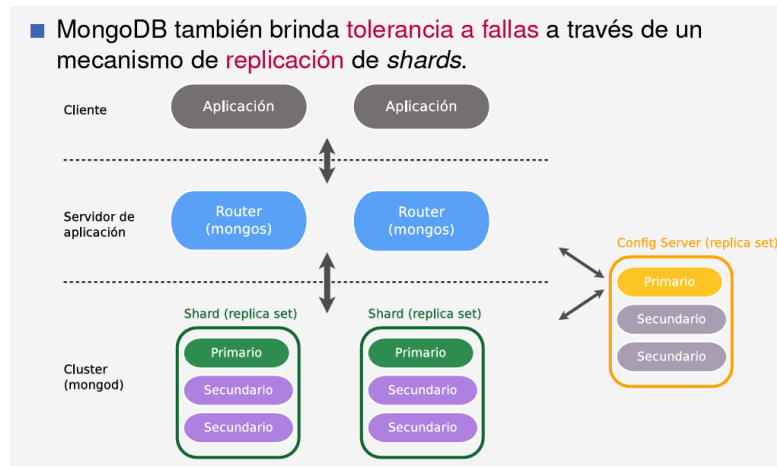 MongoDB también brinda tolerancia a fallas a través de un
mecanismo de replicación de shards.
Cliente
Aplicación
Aplicación
Servidor de
aplicación
Router
(mongos)
Router
(mongos)
Config Server (replica set)
Primario
Secundario
Secundario
Cluster
(mongod)
Shard (replica set)
Primario
Secundario
Secundario
Shard (replica set)
Primario
Secundario
Secundario